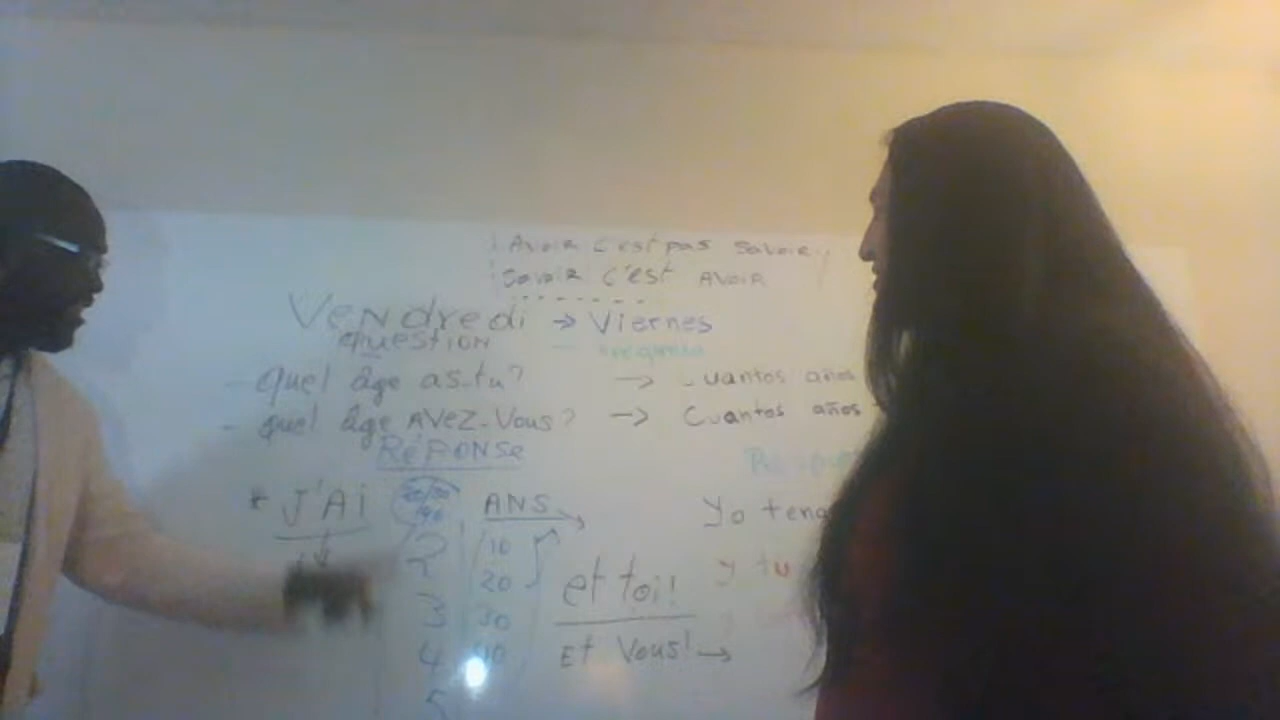 Avoir c'est pas savoir,
Savoir c'est Avoir
Vendredi → Viernes
QUESTION
- Quel âge as-tu? → Cuantos años
- quel âge AVEZ-Vous? → Cuantos años
RÉPONSE
* J'Ai ANS → Yo teng
2 10
20 et toi! y tu
3 30
4 40 Et Vous! →
5